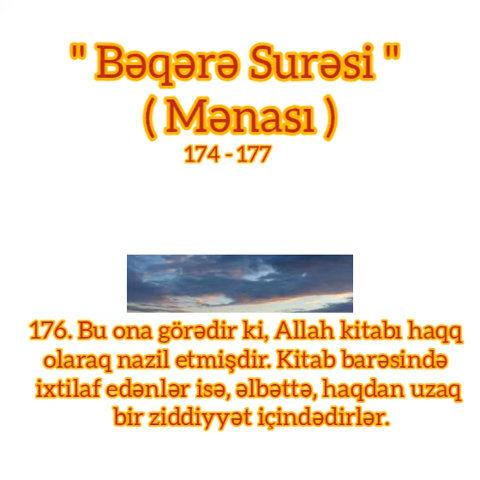 " Bəqərə Surəsi "
( Mənası )
174 - 177
176. Bu ona görədir ki, Allah kitabı haqq
olaraq nazil etmişdir. Kitab barəsində
ixtilaf edənlər isə, əlbəttə, haqdan uzaq
bir ziddiyyət içindədirlər.